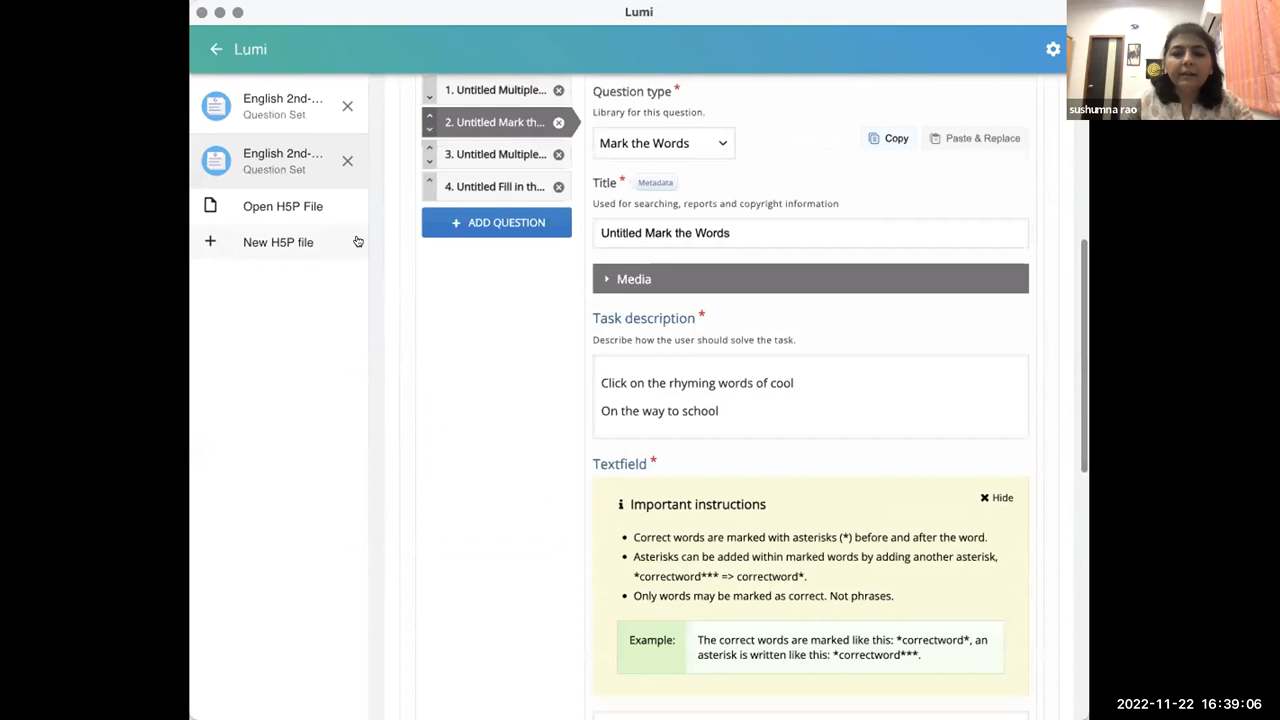 Lumi
Lumi
English 2nd-...
Question Set
English 2nd-...
Question Set
Open H5P File
New H5P file
1. Untitled Multiple...
2. Untitled Mark th...
3. Untitled Multiple...
4. Untitled Fill in th...
+ ADD QUESTION
Question type *
Library for this question.
Mark the Words
Copy
Paste & Replace
Title * Metadata
Used for searching, reports and copyright information
Untitled Mark the Words
Media
Task description *
Describe how the user should solve the task.
Click on the rhyming words of cool
On the way to school
Textfield *
Important instructions
Hide
• Correct words are marked with asterisks (*) before and after the word.
• Asterisks can be added within marked words by adding another asterisk,
*correctword*** => correctword*.
• Only words may be marked as correct. Not phrases.
Example:
The correct words are marked like this: *correctword*, an
asterisk is written like this: *correctword***.
sushumna rao
2022-11-22 16:39:06